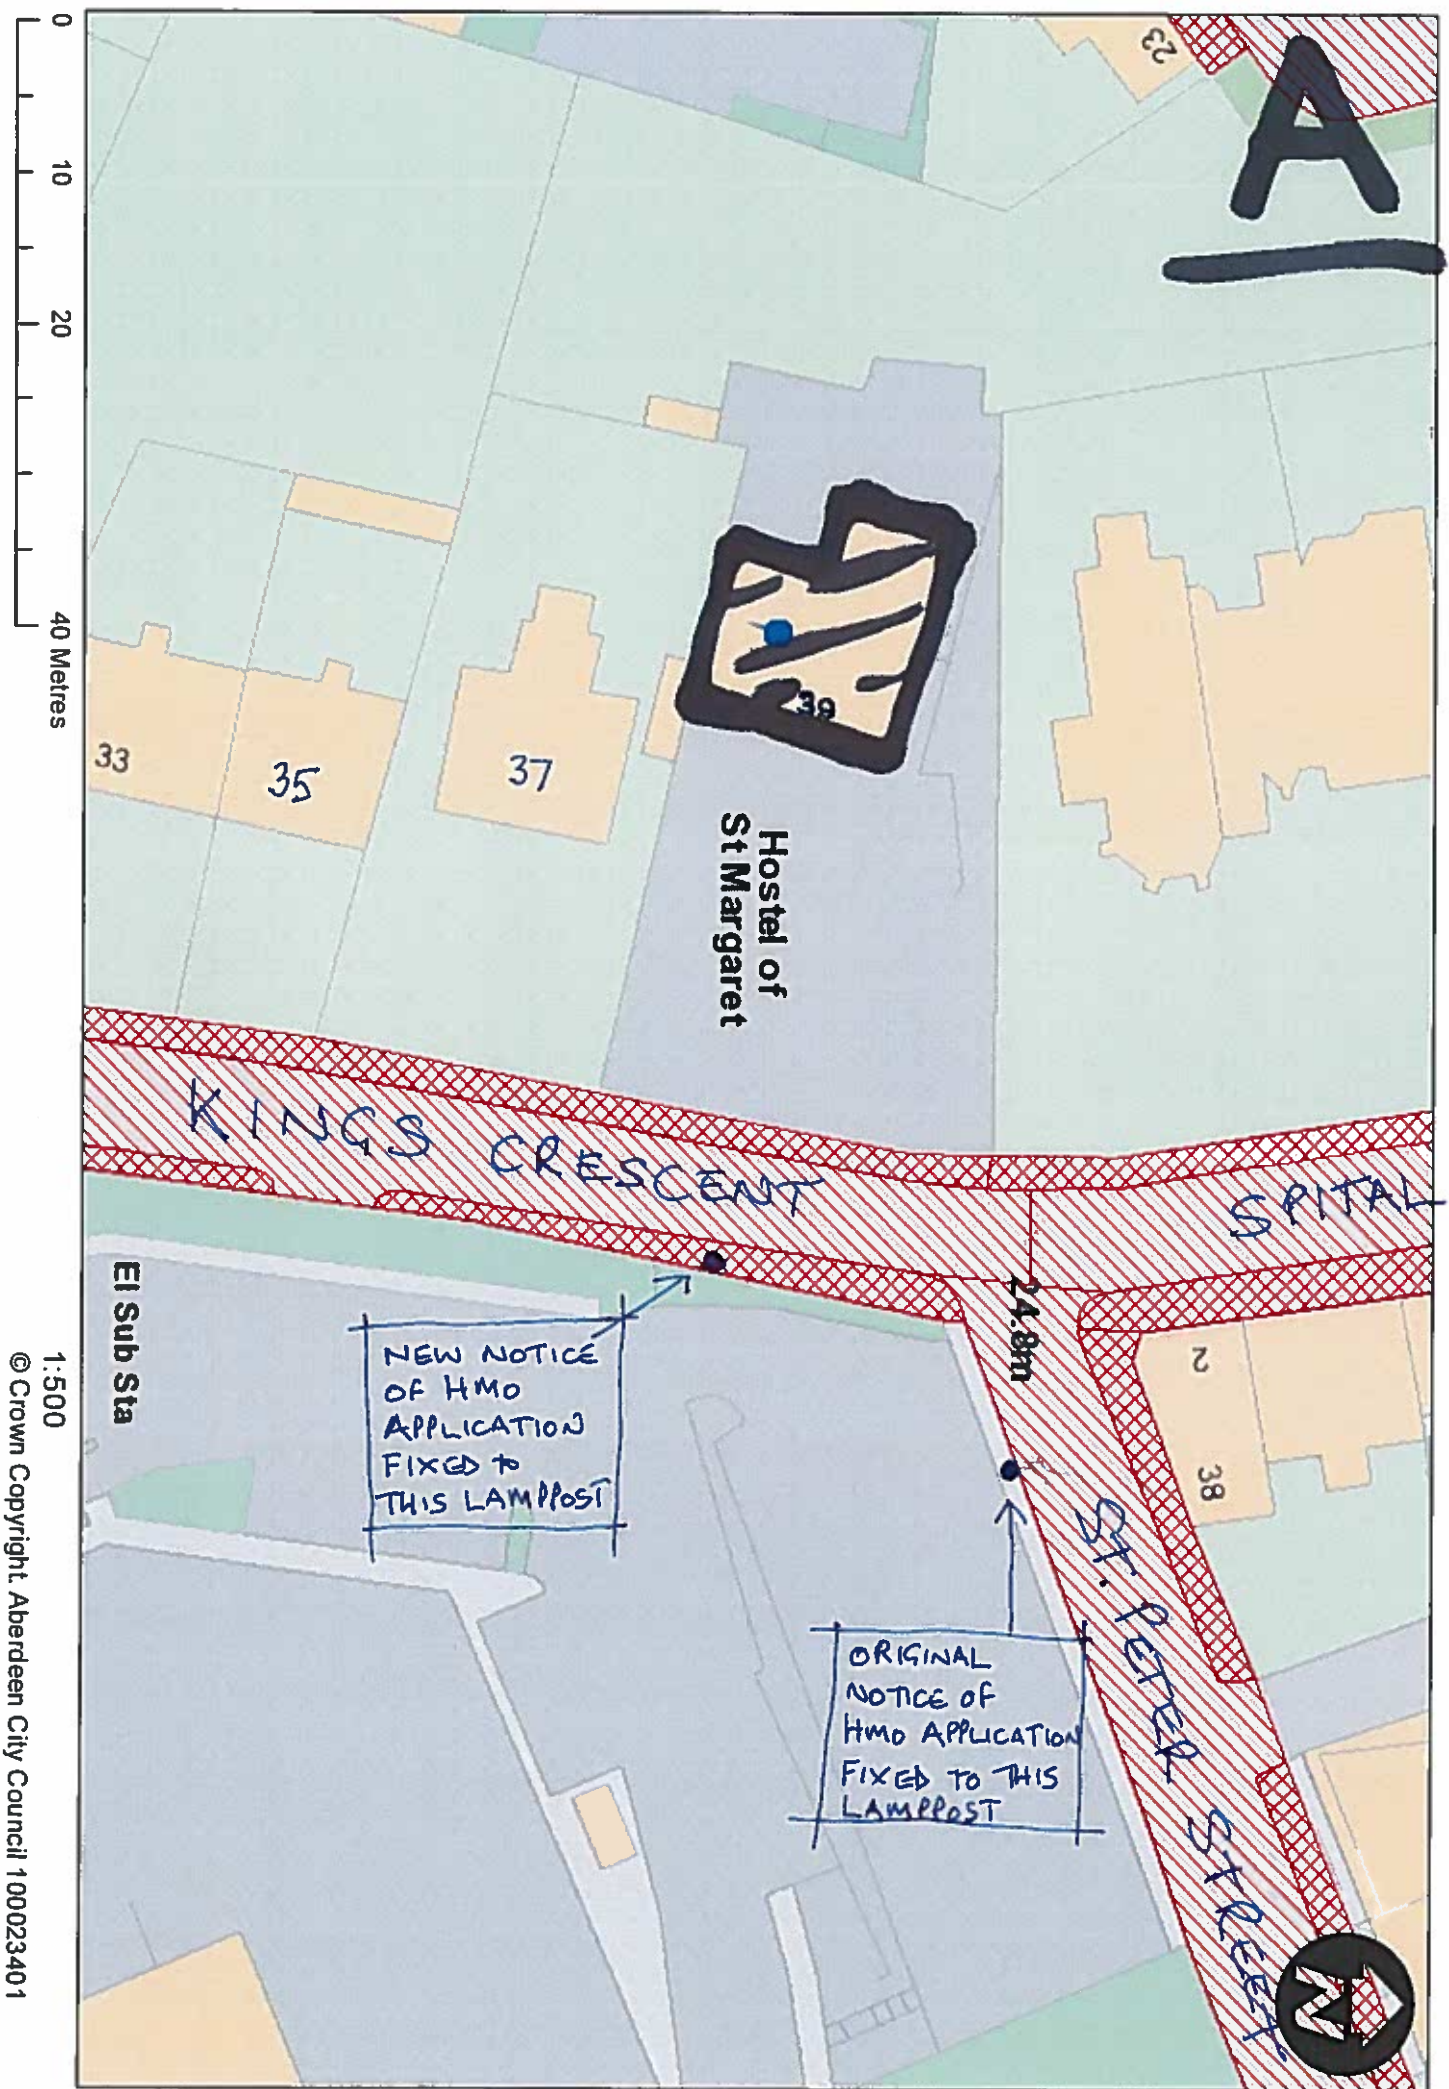 A
23
0
10
20
40 Metres
39
33
35
37
Hostel of
St Margaret
KINGS CRESCENT
SPITAL
24.8m
El Sub Sta
NEW NOTICE
OF HMO
APPLICATION
FIXED to
THIS LAMPPOST
2
38
ST. PETER STREET
ORIGINAL
NOTICE OF
HMO APPLICATION
FIXED TO THIS
LAMPPOST
N
1:500
© Crown Copyright. Aberdeen City Council 100023401